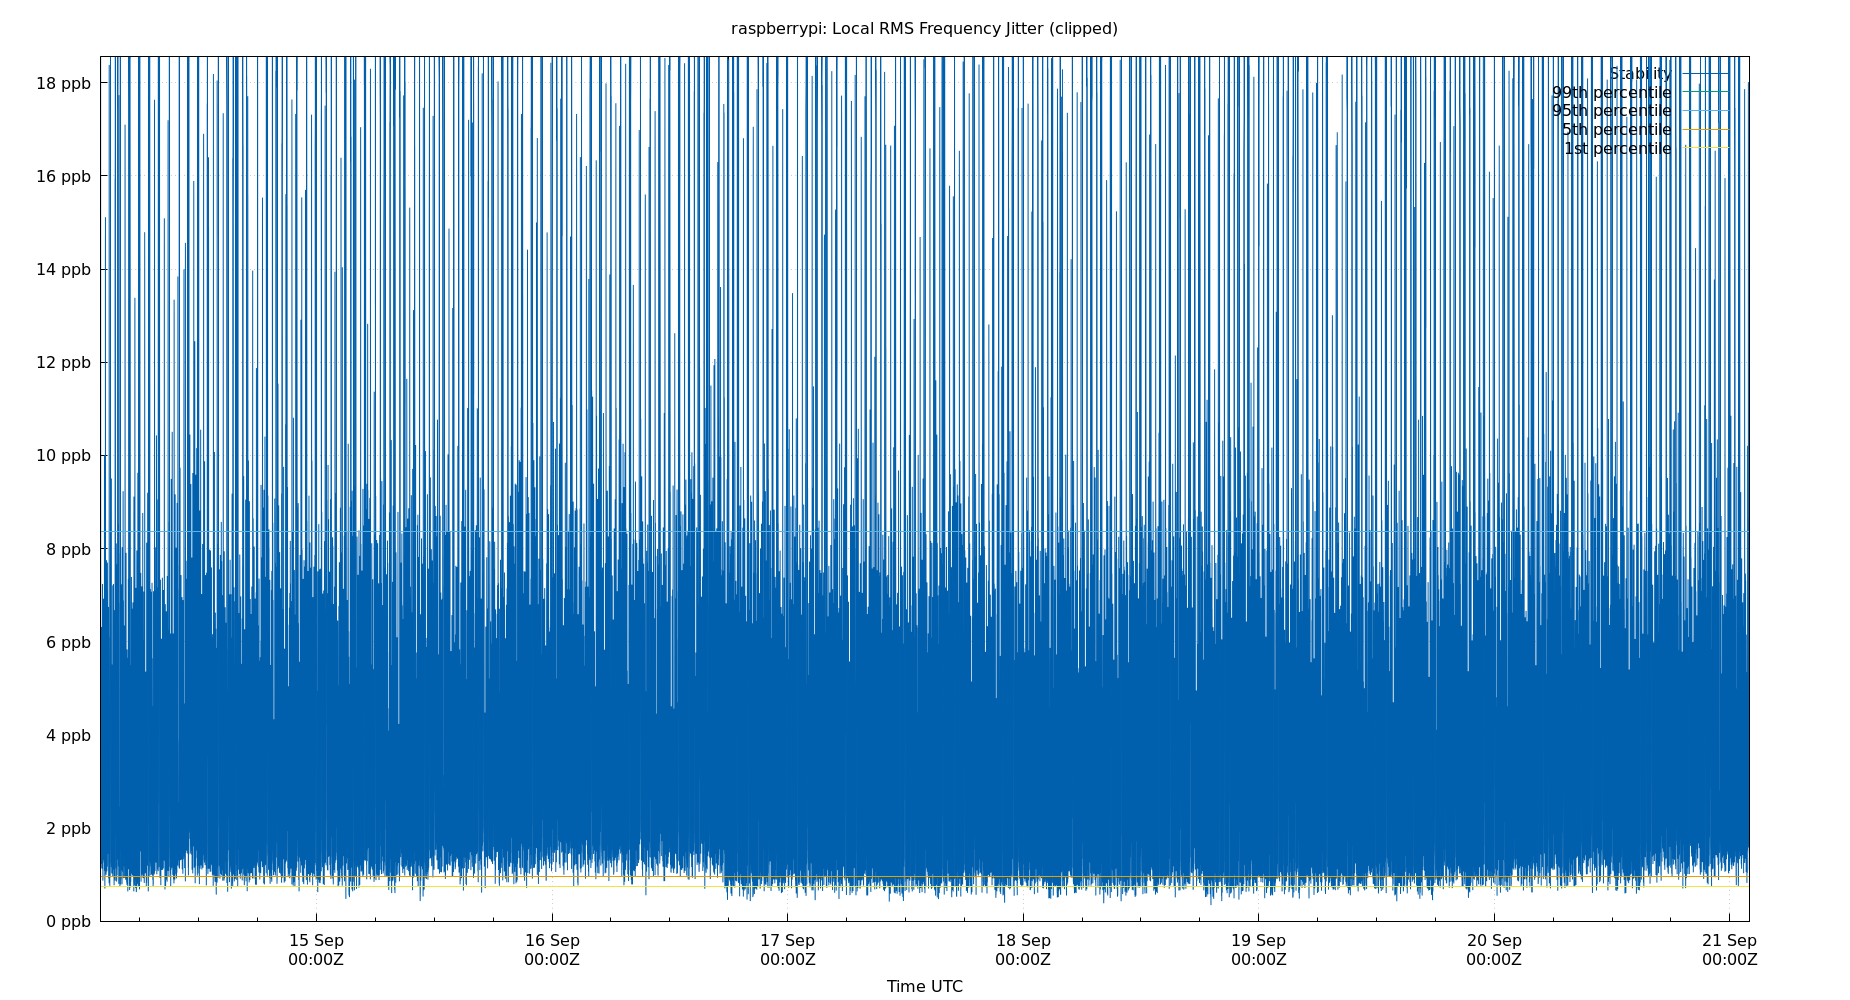 raspberrypi: Local RMS Frequency Jitter (clipped)
18 ppb
16 ppb
14 ppb
12 ppb
10 ppb
8 ppb
6 ppb
4 ppb
2 ppb
0 ppb
Stability
99th percentile
95th percentile
5th percentile
1st percentile
15 Sep
00:00Z
16 Sep
00:00Z
17 Sep
00:00Z
18 Sep
00:00Z
19 Sep
00:00Z
20 Sep
00:00Z
21 Sep
00:00Z
Time UTC